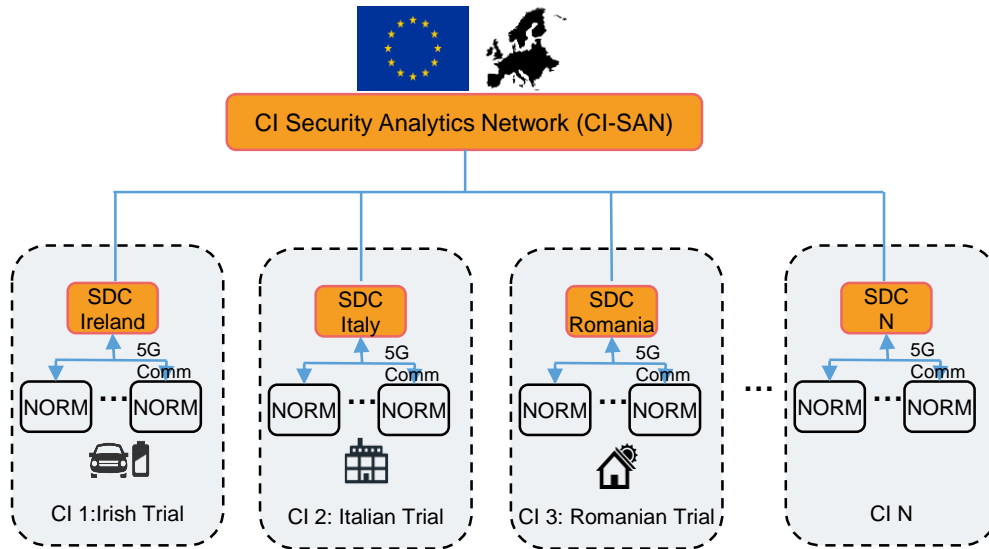 CI Security Analytics Network (CI-SAN)
SDC
Ireland
5G
Comm
NORM
...
NORM
CI 1:Irish Trial
SDC
Italy
5G
Comm
NORM
...
NORM
CI 2: Italian Trial
SDC
Romania
5G
Comm
NORM
...
NORM
CI 3: Romanian Trial
...
SDC
N
5G
Comm
NORM
...
NORM
CI N